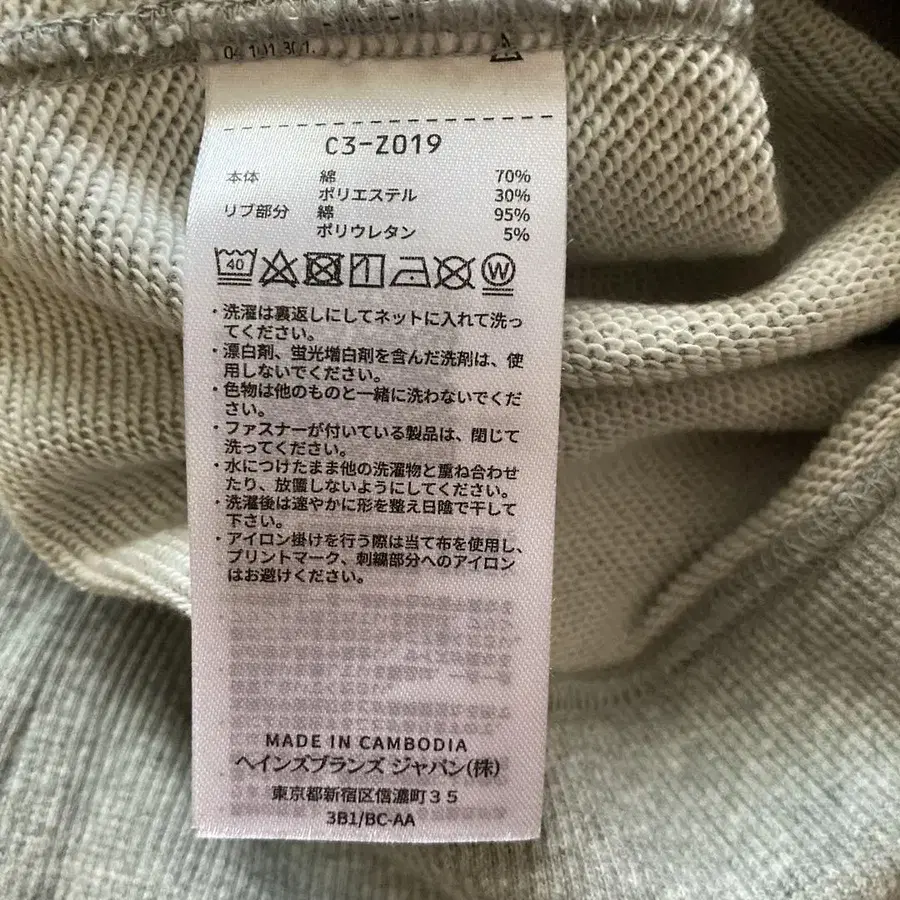 04 101 301.
C3-Z019
本体 綿 70%
ポリエステル 30%
リブ部分 綿 95%
ポリウレタン 5%
40 W
・洗濯は裏返しにしてネットに入れて洗っ
てください。
・漂白剤、蛍光増白剤を含んだ洗剤は、使
用しないでください。
・色物は他のものと一緒に洗わないでくだ
さい。
・ファスナーが付いている製品は、閉じて
洗ってください。
・水につけたまま他の洗濯物と重ね合わせ
たり、放置しないようにしてください。
・洗濯後は速やかに形を整え日陰で干して
下さい。
・アイロン掛けを行う際は当て布を使用し、
プリントマーク、刺繍部分へのアイロン
はお避けください。
MADE IN CAMBODIA
ヘインズブランズ ジャパン(株)
東京都新宿区信濃町35
3B1/BC-AA